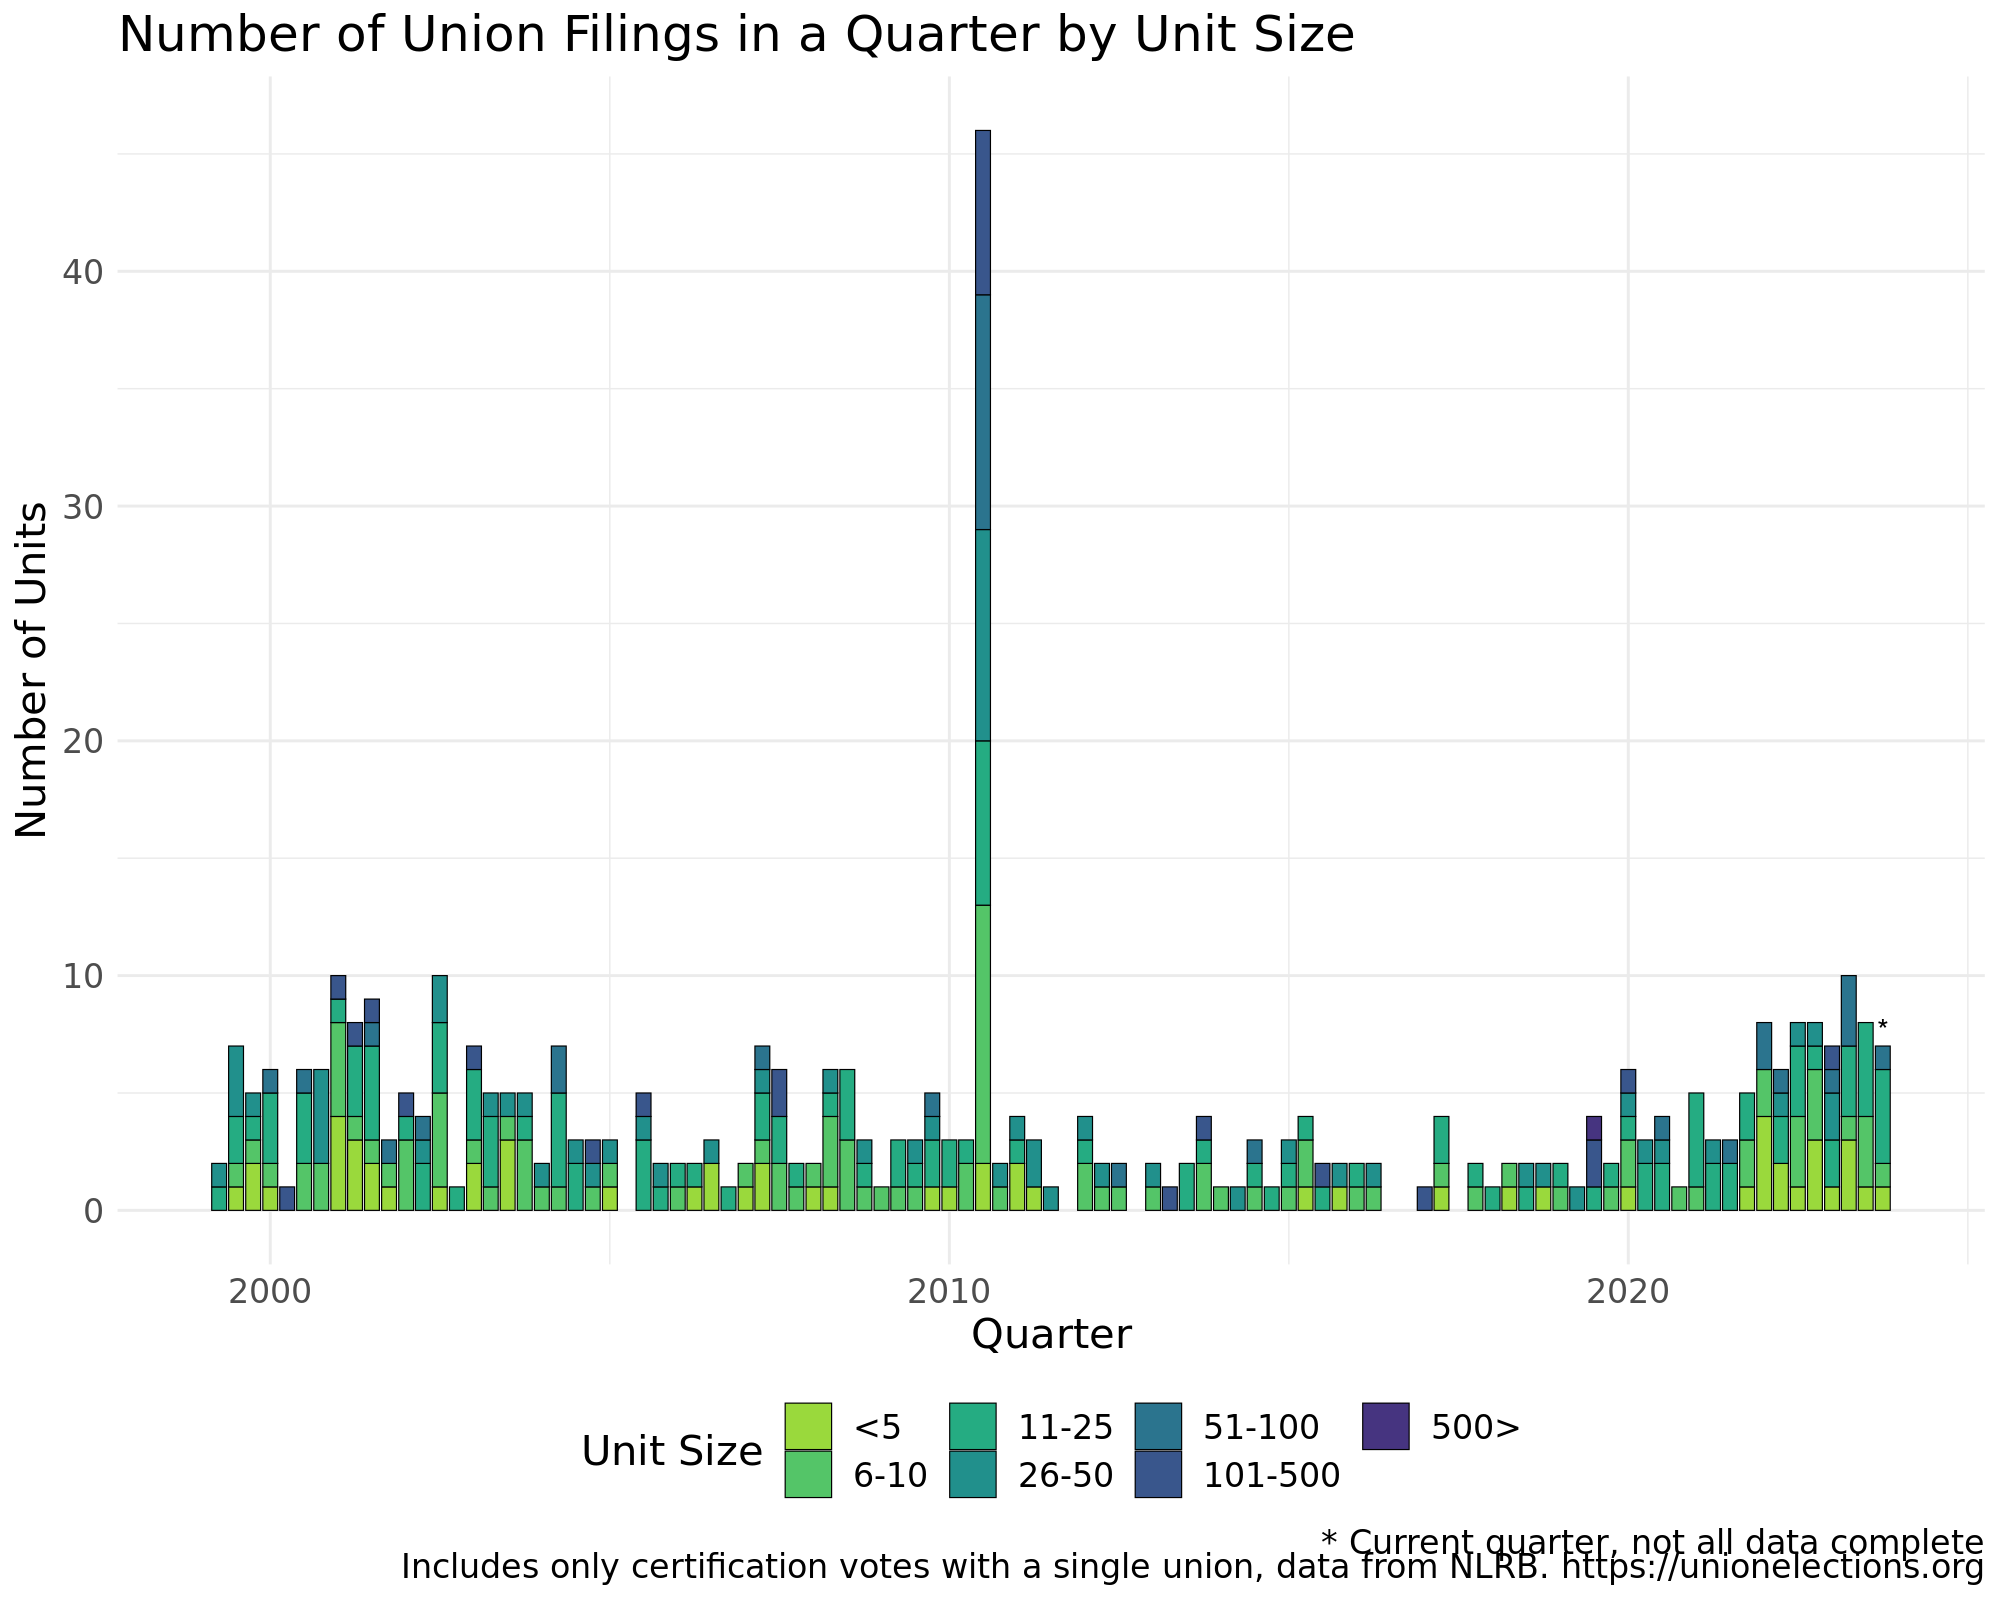 Number of Union Filings in a Quarter by Unit Size
Number of Units
40
30
20
10
0
*
2000 2010 2020
Quarter
Unit Size
<5 11-25 51-100 500>
6-10 26-50 101-500
* Current quarter, not all data complete
Includes only certification votes with a single union, data from NLRB. https://unionelections.org